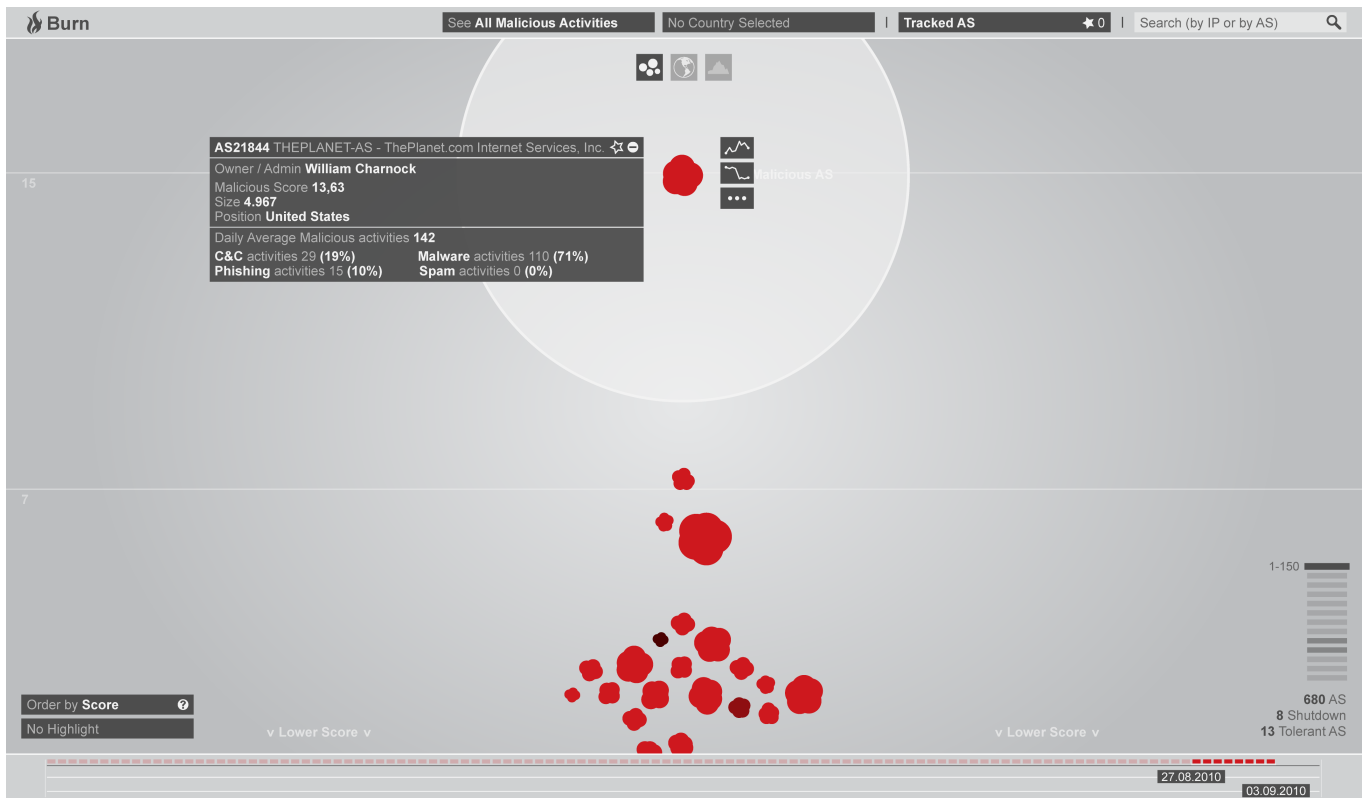 Burn
See All Malicious Activities
No Country Selected
Tracked AS
0
Search (by IP or by AS)
AS21844 THEPLANET-AS - ThePlanet.com Internet Services, Inc.
Owner / Admin William Charnock
Malicious Score 13,63
Size 4.967
Position United States
Daily Average Malicious activities 142
C&C activities 29 (19%)
Malware activities 110 (71%)
Phishing activities 15 (10%)
Spam activities 0 (0%)
Malicious AS
15
7
1-150
680 AS
8 Shutdown
13 Tolerant AS
Order by Score
?
No Highlight
v Lower Score v
v Lower Score v
27.08.2010
03.09.2010